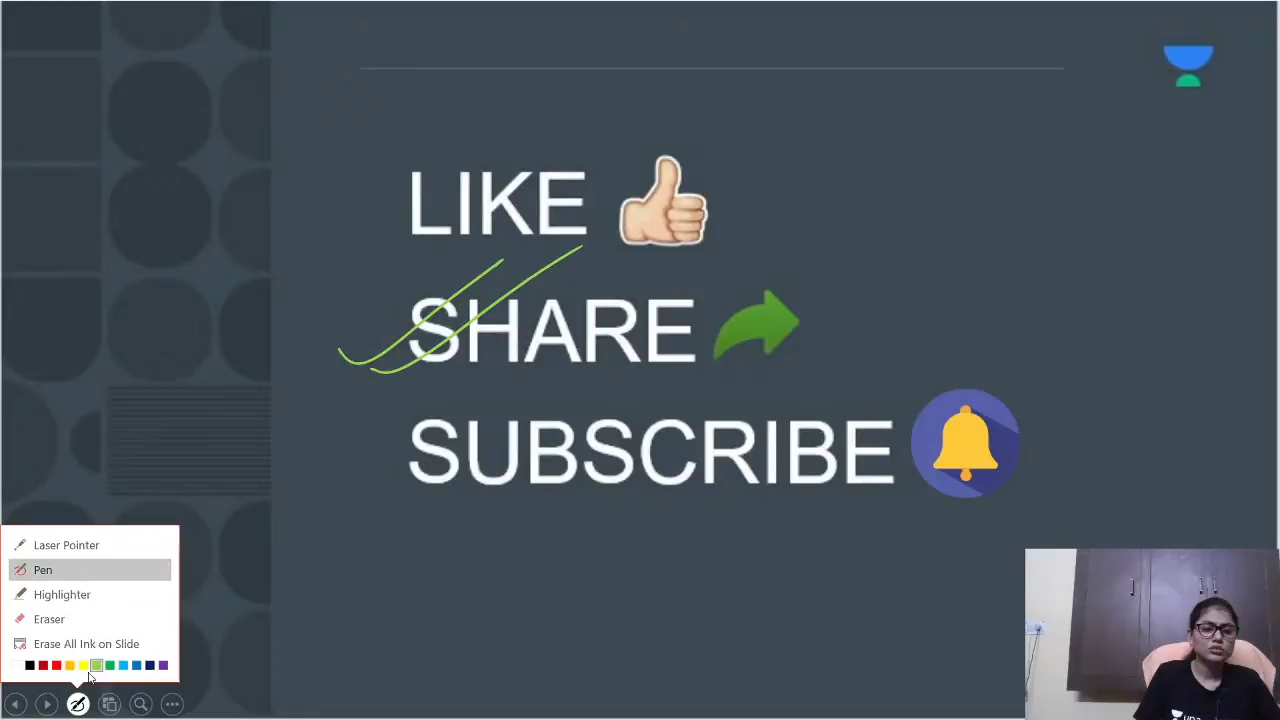 LIKE
SHARE
SUBSCRIBE
Laser Pointer
Pen
Highlighter
Eraser
Erase All Ink on Slide